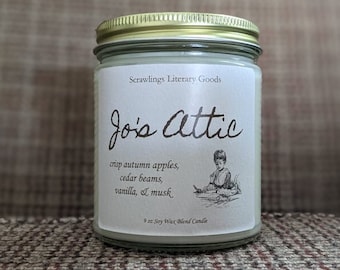 Scrawlings Literary Goods
Jo's Attic
crisp autumn apples,
cedar beams,
vanilla, & musk
9 oz Soy Wax Blend Candle